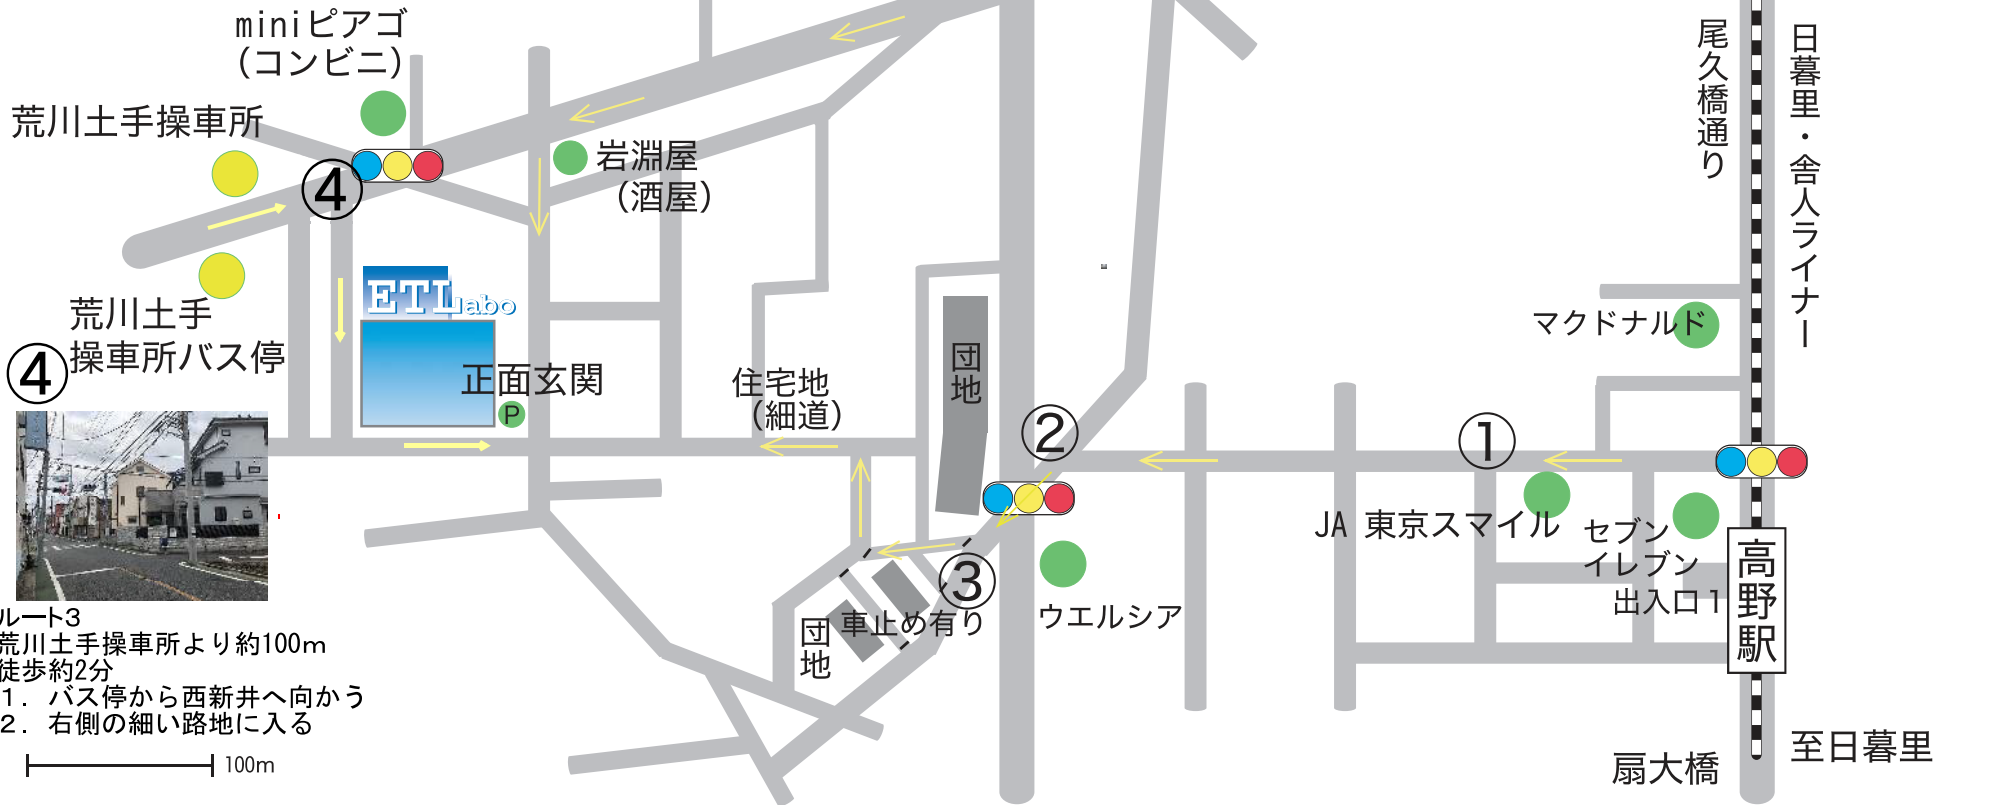 miniピアゴ
（コンビニ）
荒川土手操車所
④
荒川土手
操車所バス停
④
ETLlabo
正面玄関
P
岩淵屋
（酒屋）
住宅地
（細道）
団地
②
③
車止め有り
団地
ウエルシア
①
JA 東京スマイル
マクドナルド
セブン
イレブン
出入口1
尾久橋通り
日暮里・舎人ライナー
高野駅
扇大橋
至日暮里
ルート3
荒川土手操車所より約100m
徒歩約2分
1．バス停から西新井へ向かう
2．右側の細い路地に入る
100m